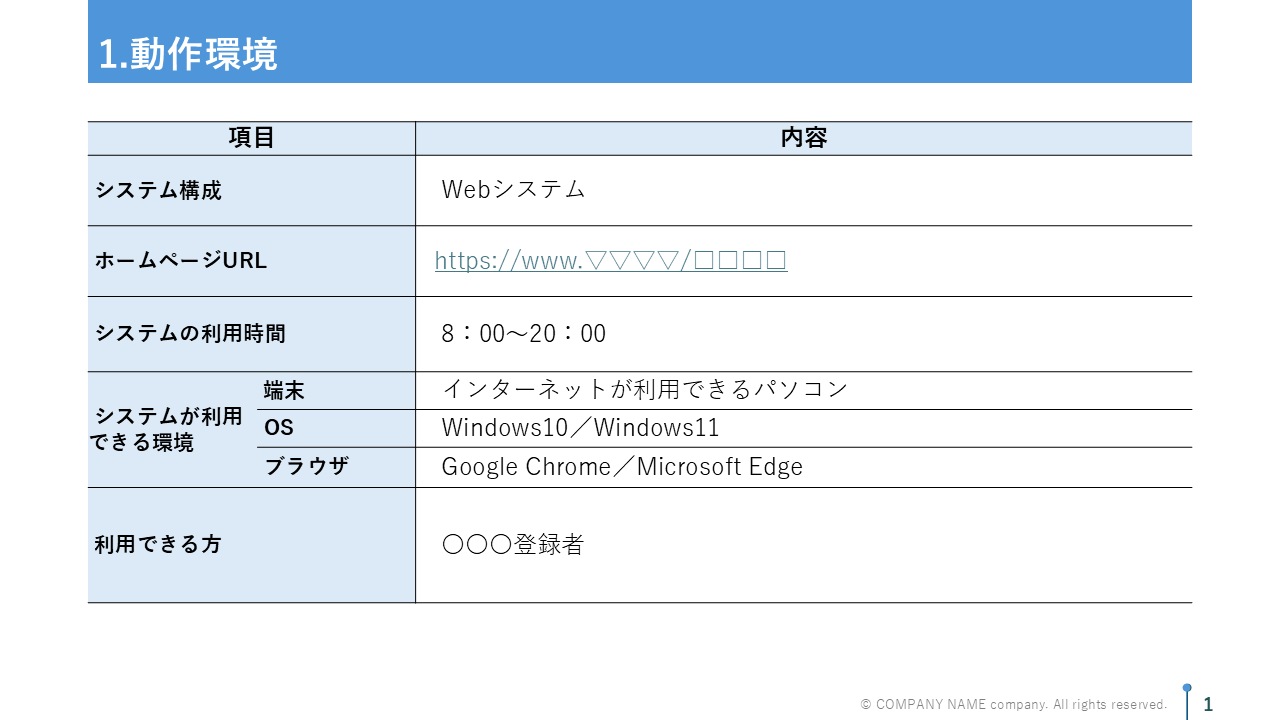 1.動作環境
項目
内容
システム構成
Webシステム
ホームページURL
https://www.▽▽▽▽/□□□□
システムの利用時間
8：00～20：00
システムが利用
できる環境
端末
インターネットが利用できるパソコン
OS
Windows10／Windows11
ブラウザ
Google Chrome／Microsoft Edge
利用できる方
〇〇〇登録者
© COMPANY NAME company. All rights reserved.
1